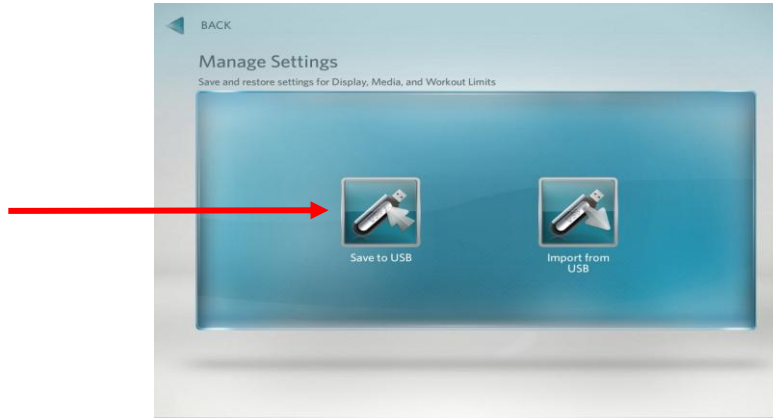 BACK
Manage Settings
Save and restore settings for Display, Media, and Workout Limits
Save to USB
Import from
USB